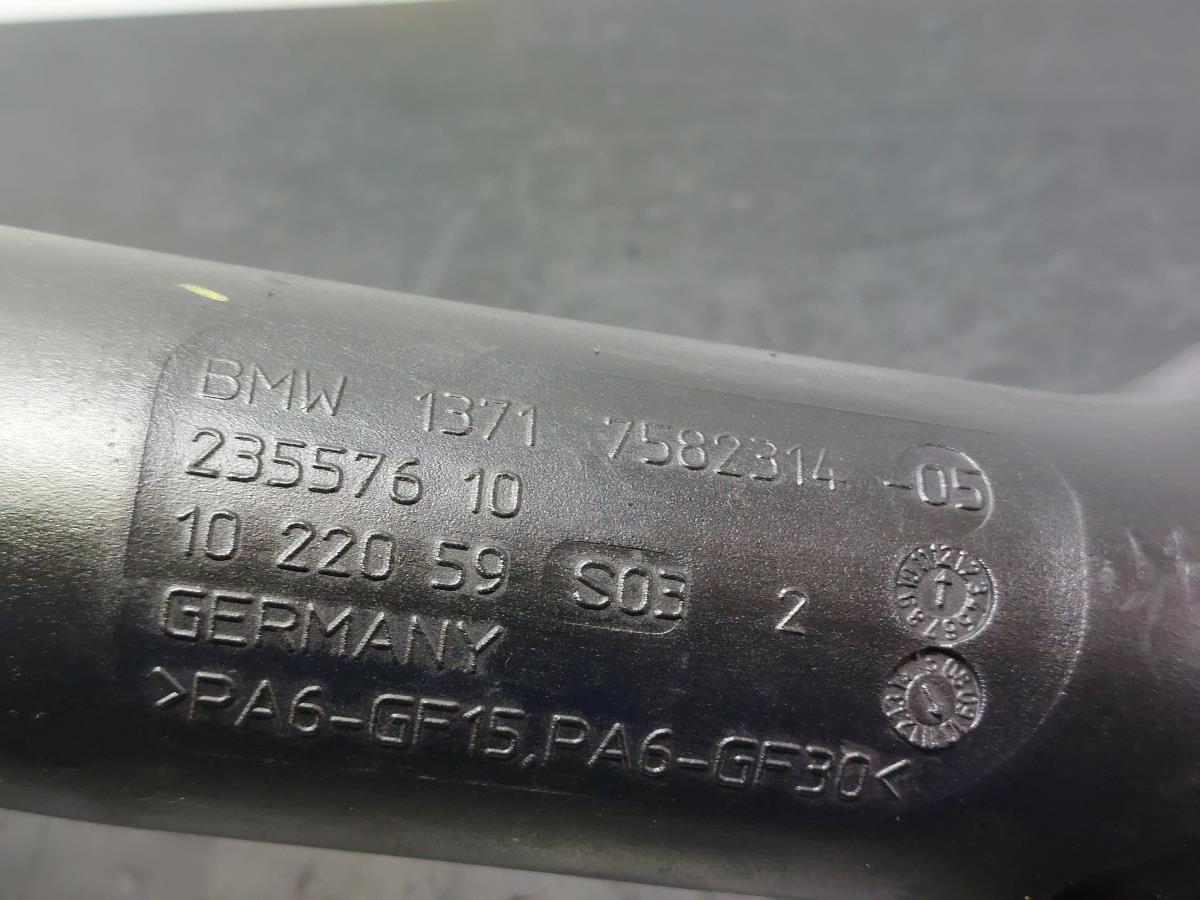 BMW 1371 7582314 -05
235576 10
10 220 59 S03 2
GERMANY
>PA6-GF15,PA6-GF30<